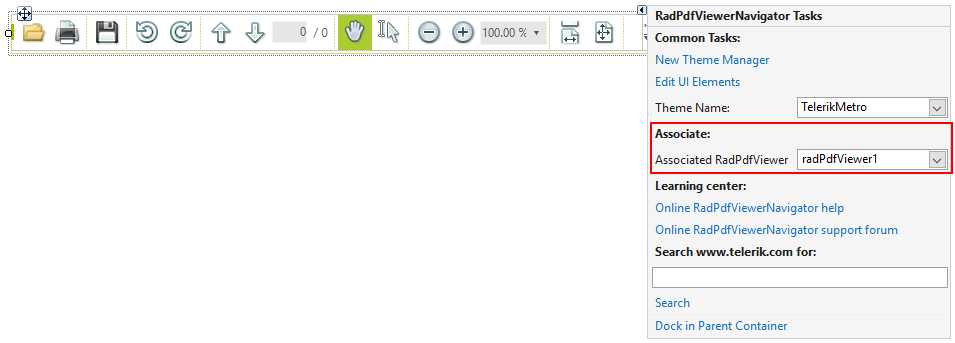 0 / 0
100.00 %
RadPdfViewerNavigator Tasks
Common Tasks:
New Theme Manager
Edit UI Elements
Theme Name: TelerikMetro
Associate:
Associated RadPdfViewer radPdfViewer1
Learning center:
Online RadPdfViewerNavigator help
Online RadPdfViewerNavigator support forum
Search www.telerik.com for:
Search
Dock in Parent Container